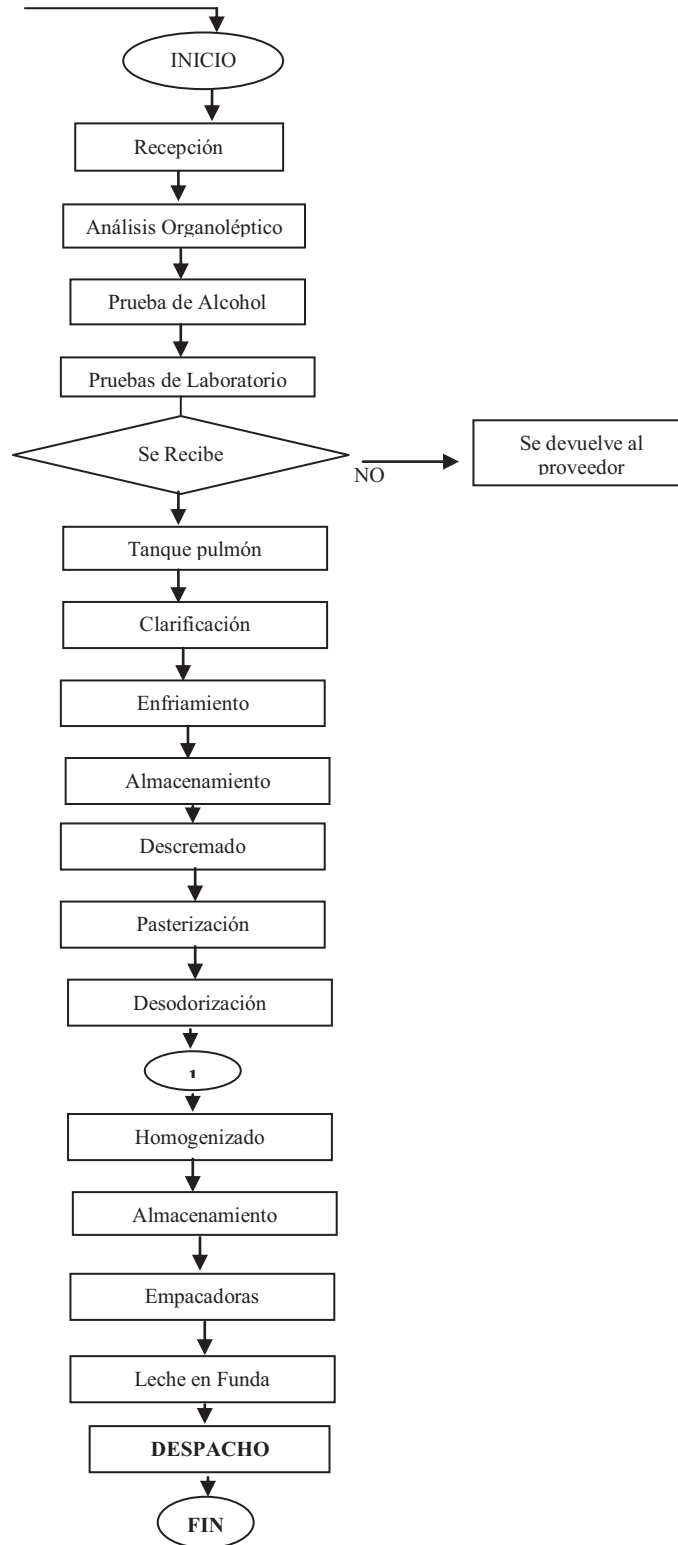 INICIO
Recepción
Análisis Organoléptico
Prueba de Alcohol
Pruebas de Laboratorio
Se Recibe
NO
Se devuelve al
proveedor
Tanque pulmón
Clarificación
Enfriamiento
Almacenamiento
Descremado
Pasterización
Desodorización
1
Homogenizado
Almacenamiento
Empacadoras
Leche en Funda
DESPACHO
FIN